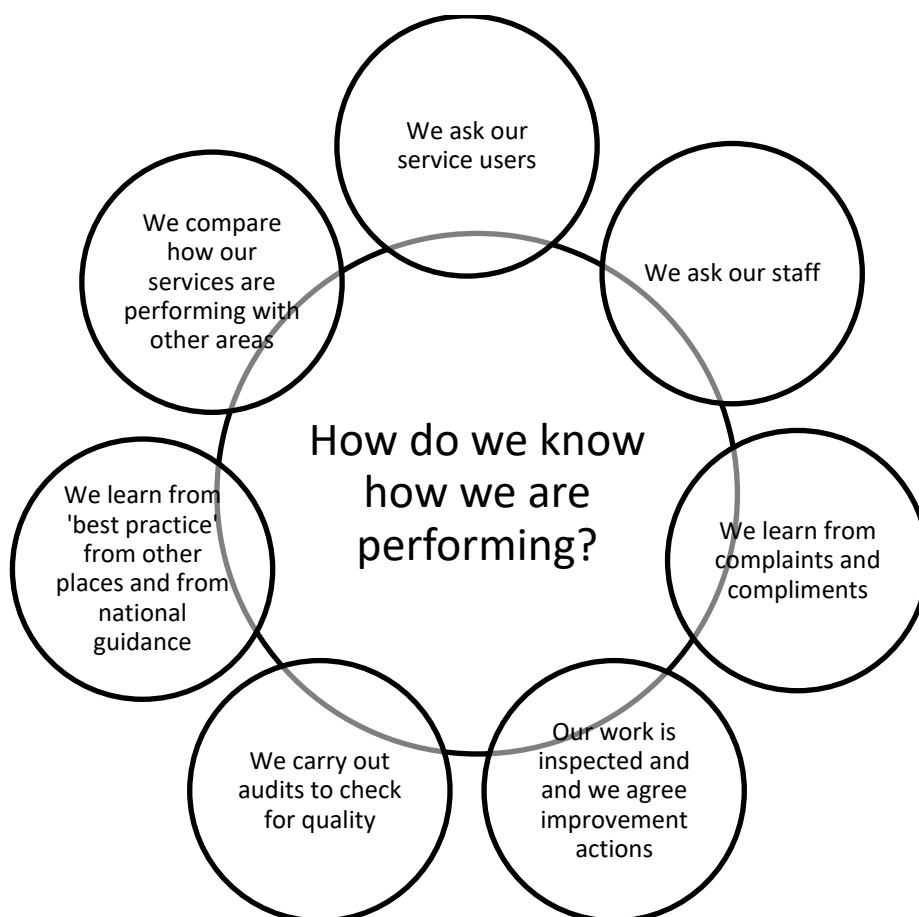 We ask our
service users
We ask our staff
We learn from
complaints and
compliments
Our work is
inspected and
and we agree
improvement
actions
We carry out
audits to check
for quality
We learn from
'best practice'
from other
places and from
national
guidance
We compare
how our
services are
performing with
other areas
How do we know
how we are
performing?